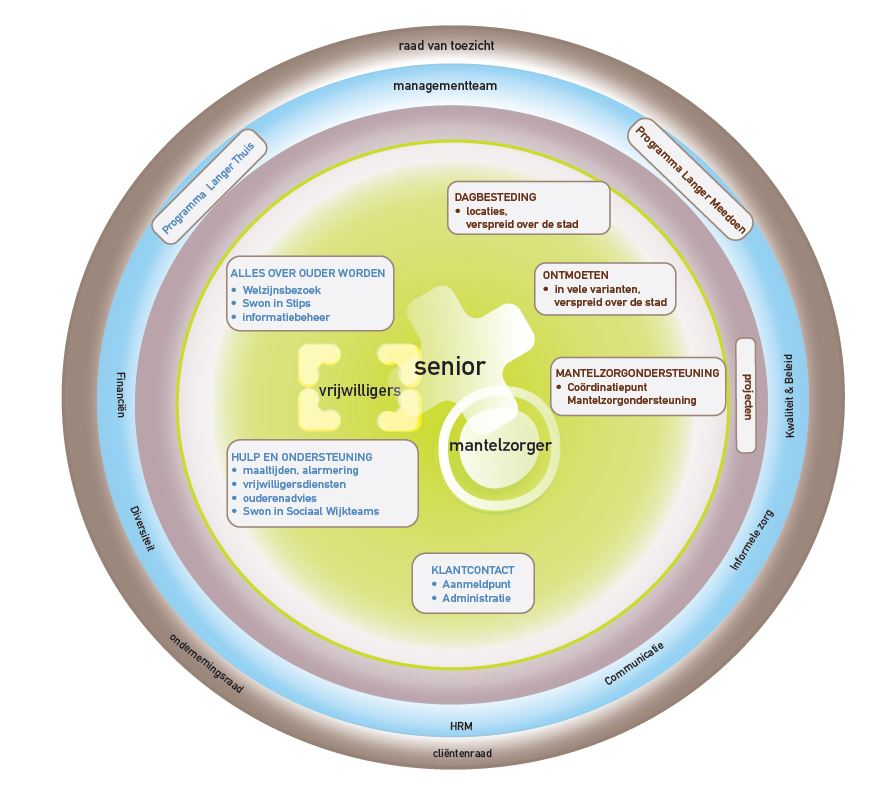 raad van toezicht
managementteam
Programma Langer Thuis
Programma Langer Meedoen
DAGBESTEDING
• locaties,
verspreid over de stad
ALLES OVER OUDER WORDEN
• Welzijnsbezoek
• Swon in Stips
• informatiebeheer
ONTMOETEN
• in vele varianten,
verspreid over de stad
senior
vrijwilligers
mantelzorger
MANTELZORGONDERSTEUNING
• Coördinatiepunt
Mantelzorgondersteuning
projecten
Kwaliteit & Beleid
Financiën
HULP EN ONDERSTEUNING
• maaltijden, alarmering
• vrijwilligersdiensten
• ouderenadvies
• Swon in Sociaal Wijkteams
Diversiteit
Informele zorg
KLANTCONTACT
• Aanmeldpunt
• Administratie
ondernemingsraad
Communicatie
HRM
cliëntenraad